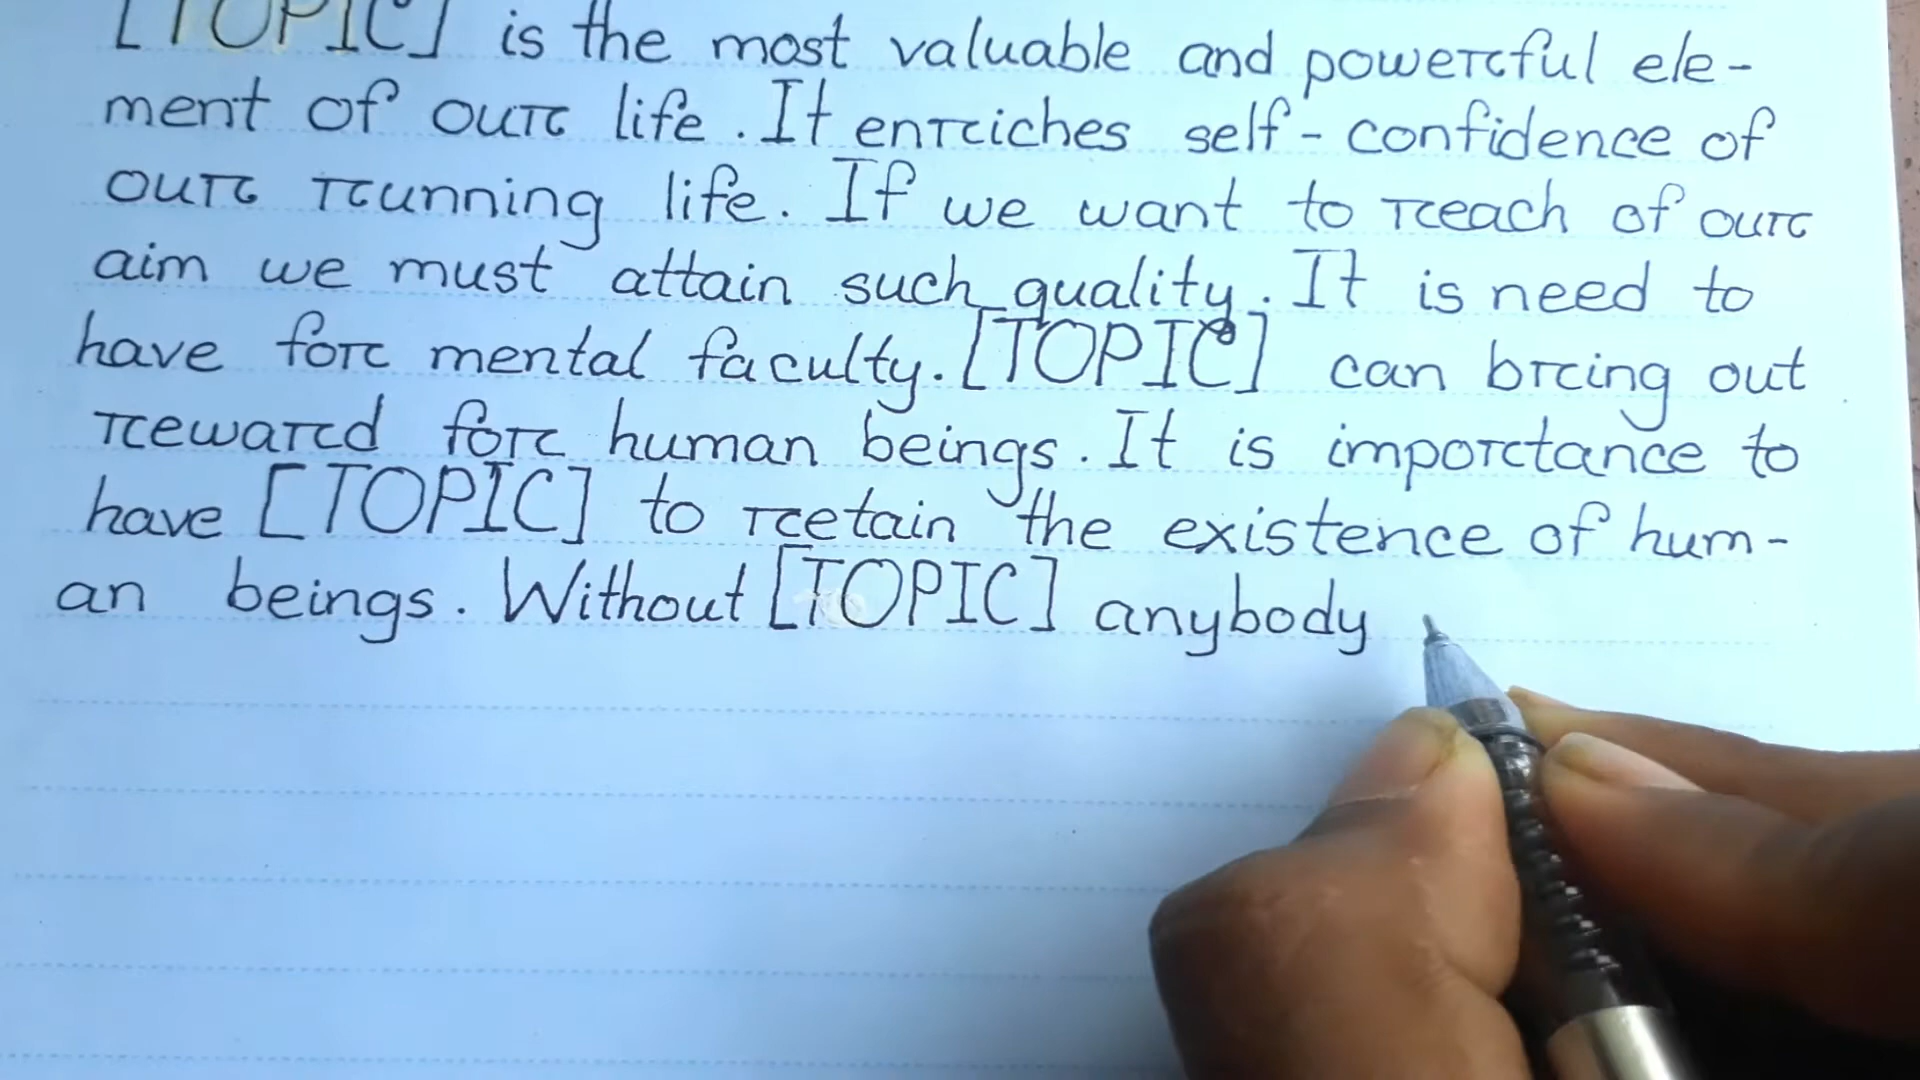 [TOPIC] is the most valuable and powerful ele-
ment of our life. It enriches self-confidence of
our running life. If we want to reach of our
aim we must attain such quality. It is need to
have for mental faculty. [TOPIC] can bring out
reward for human beings. It is importance to
have [TOPIC] to retain the existence of hum-
an beings. Without [TOPIC] anybody